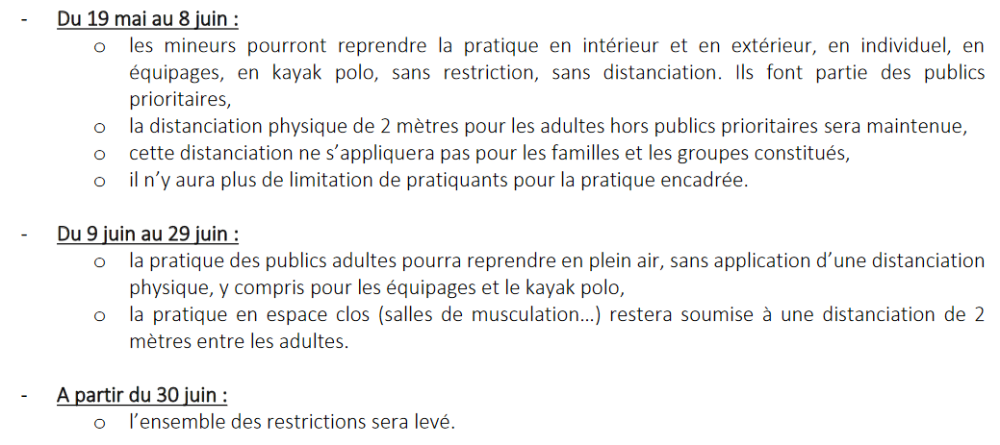 - Du 19 mai au 8 juin :
o les mineurs pourront reprendre la pratique en intérieur et en extérieur, en individuel, en
équipages, en kayak polo, sans restriction, sans distanciation. Ils font partie des publics
prioritaires,
o la distanciation physique de 2 mètres pour les adultes hors publics prioritaires sera maintenue,
o cette distanciation ne s’appliquera pas pour les familles et les groupes constitués,
o il n’y aura plus de limitation de pratiquants pour la pratique encadrée.
- Du 9 juin au 29 juin :
o la pratique des publics adultes pourra reprendre en plein air, sans application d’une distanciation
physique, y compris pour les équipages et le kayak polo,
o la pratique en espace clos (salles de musculation…) restera soumise à une distanciation de 2
mètres entre les adultes.
- A partir du 30 juin :
o l’ensemble des restrictions sera levé.